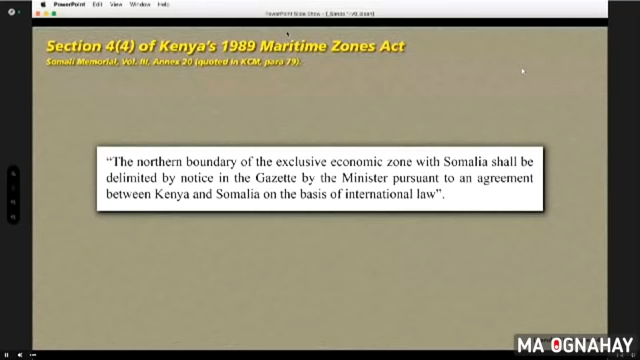 PowerPoint File Edit View Window Help
Section 4(4) of Kenya's 1989 Maritime Zones Act
Somali Memorial, Vol. III, Annex 20 (quoted in KCM, para 79).
“The northern boundary of the exclusive economic zone with Somalia shall be
delimited by notice in the Gazette by the Minister pursuant to an agreement
between Kenya and Somalia on the basis of international law”.
MA OGNAHAY